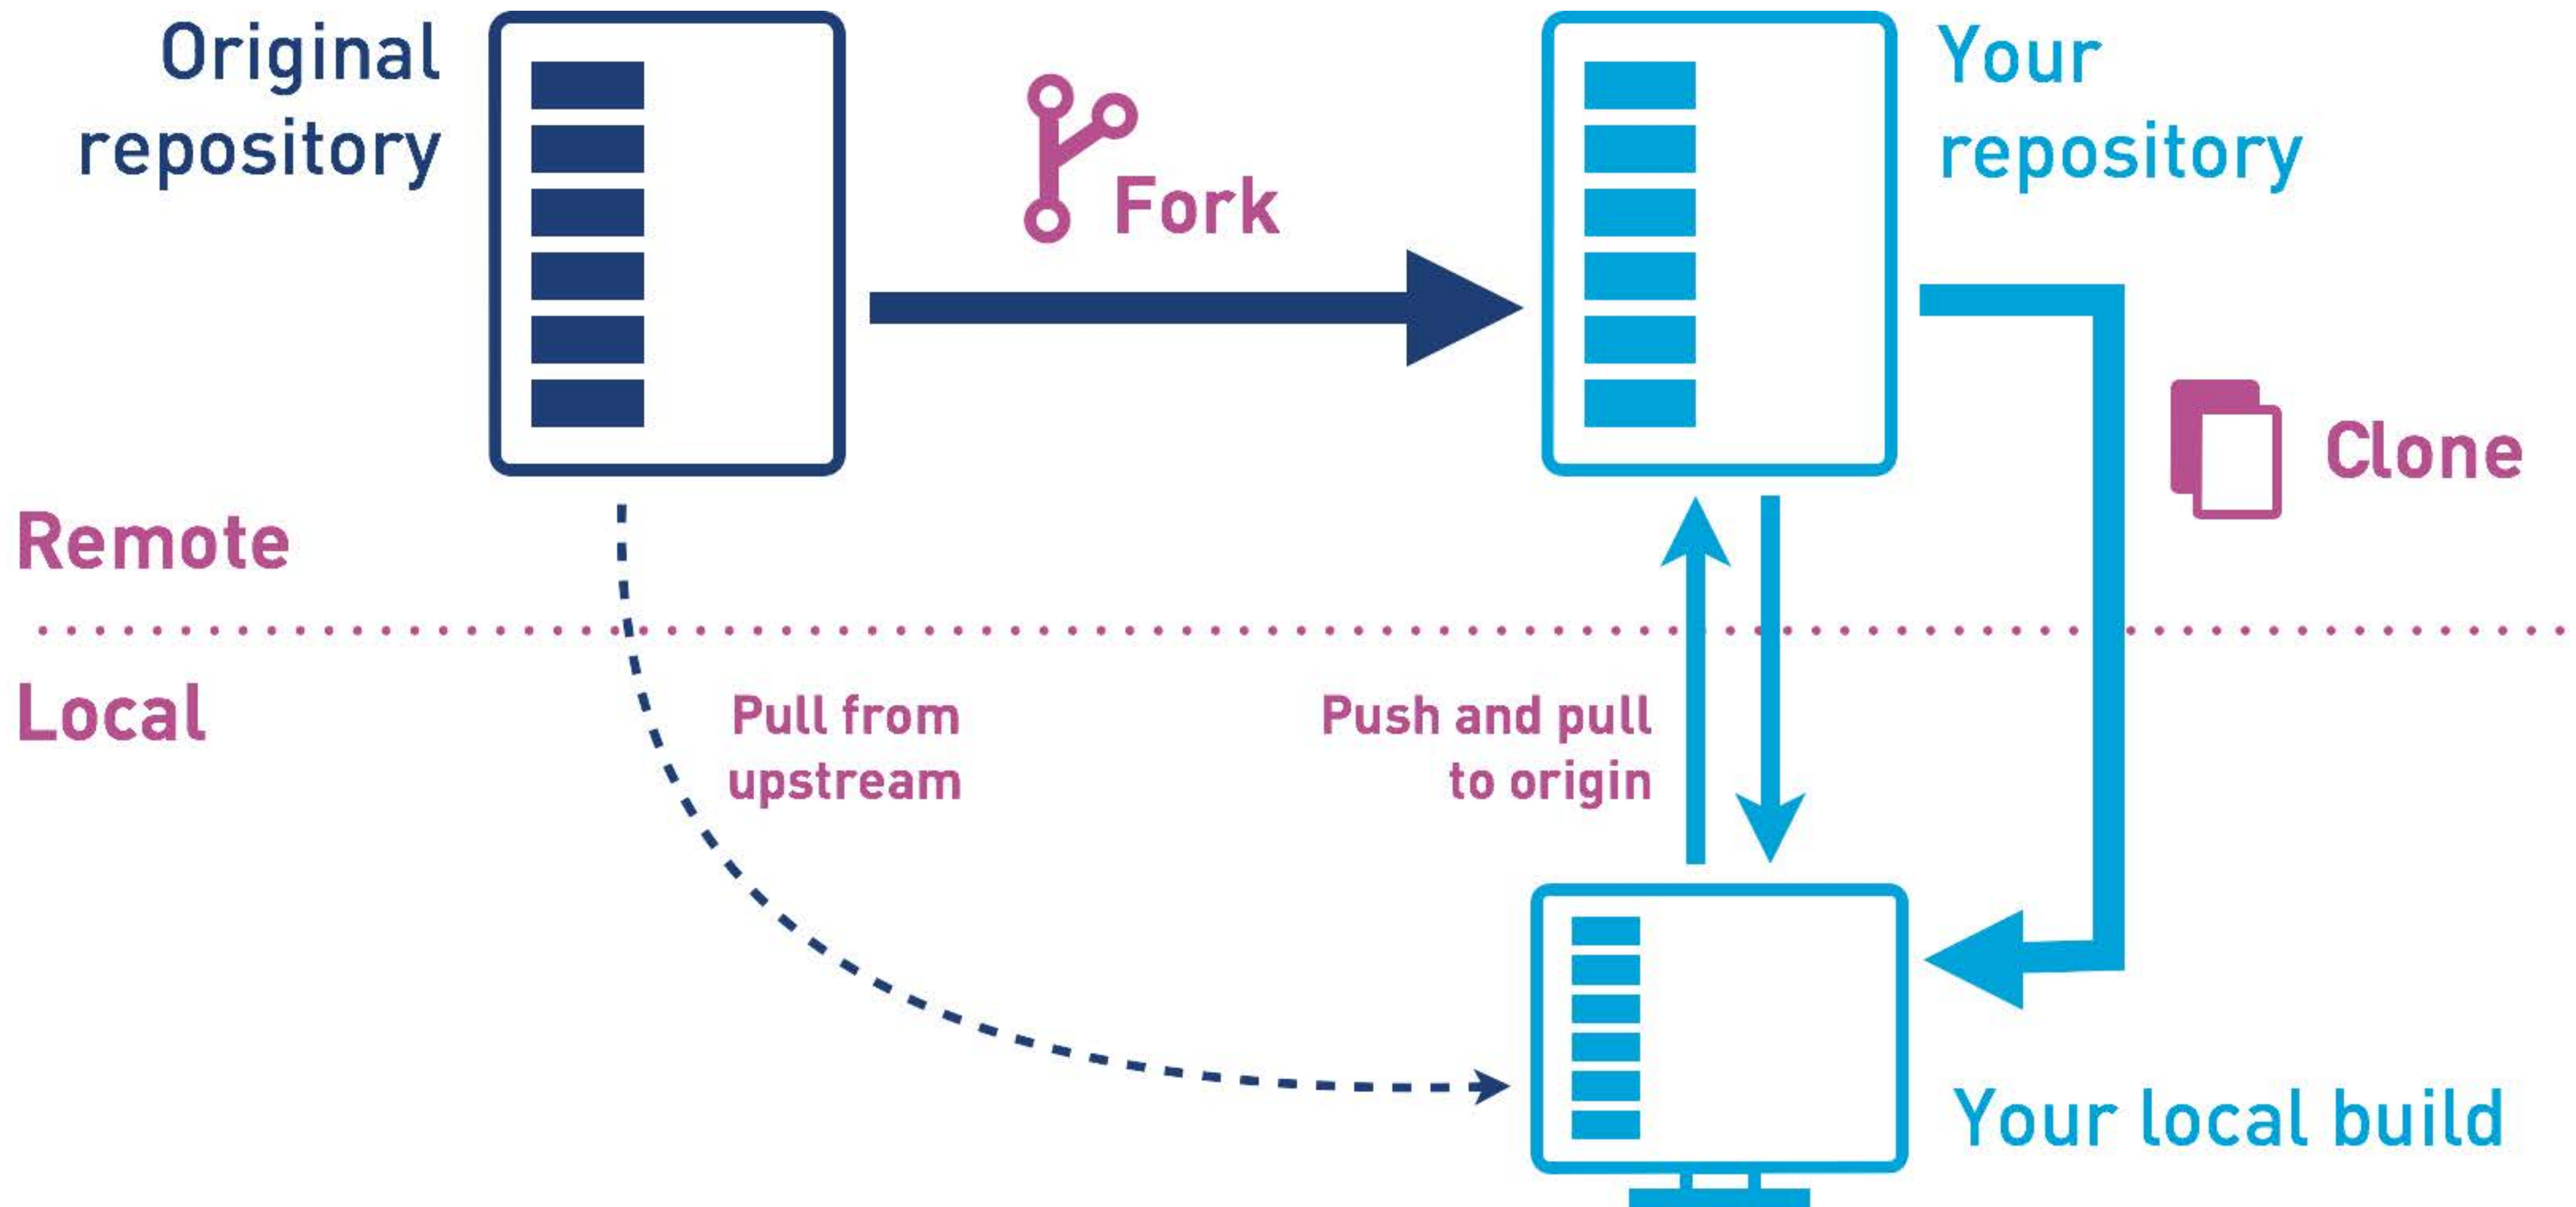 Original
repository
Fork
Your
repository
Clone
Remote
Local
Pull from
upstream
Push and pull
to origin
Your local build